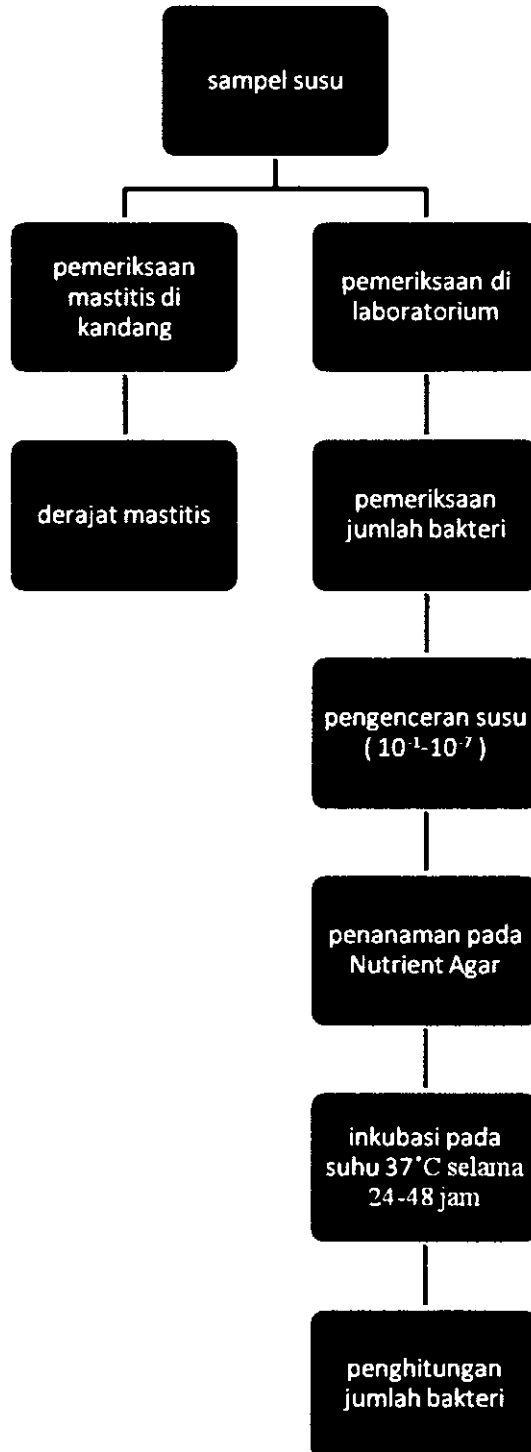 sampel susu
pemeriksaan
mastitis di
kandang
derajat mastitis
pemeriksaan di
laboratorium
pemeriksaan
jumlah bakteri
pengenceran susu
( 10⁻¹-10⁻⁷ )
penanaman pada
Nutrient Agar
inkubasi pada
suhu 37°C selama
24-48 jam
penghitungan
jumlah bakteri